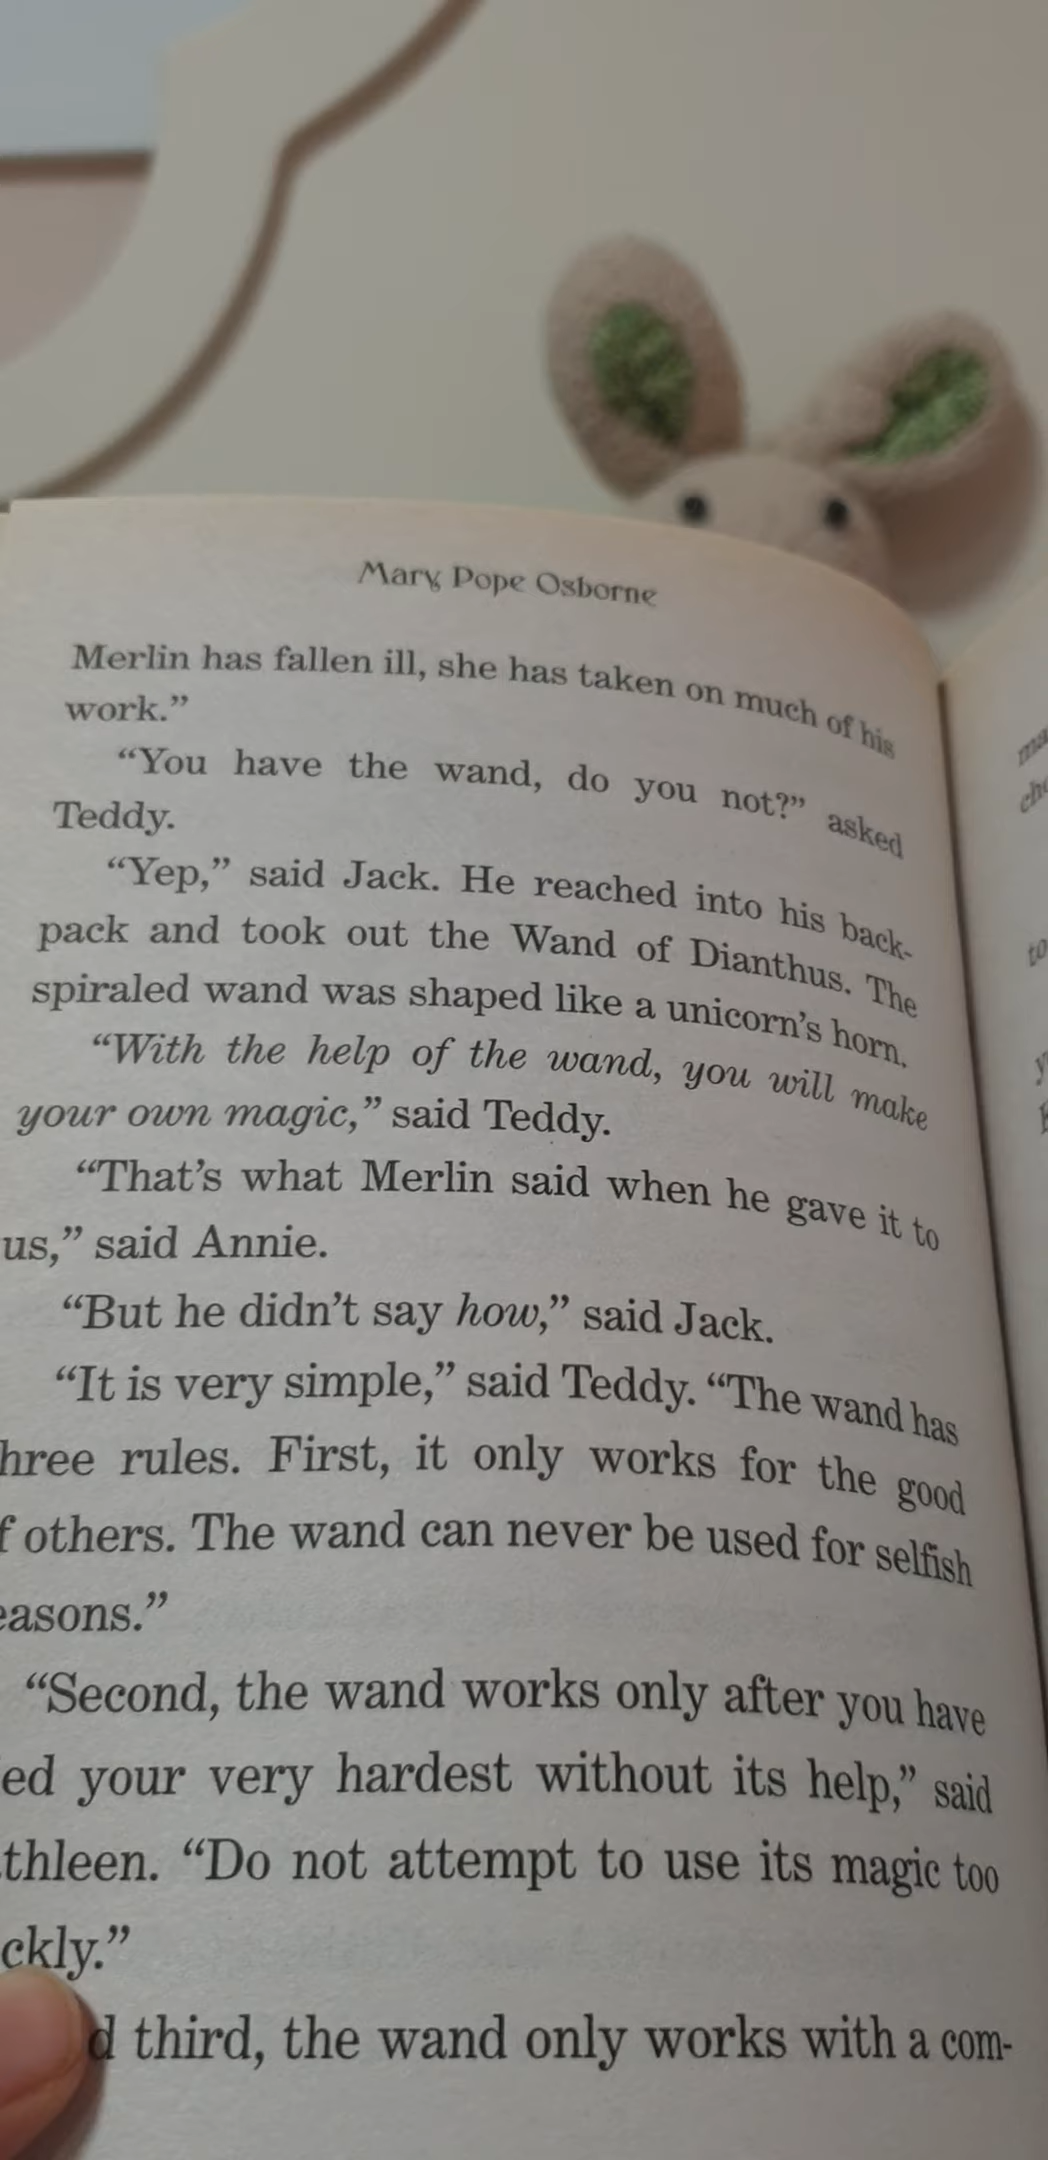 Mary Pope Osborne
Merlin has fallen ill, she has taken on much of his
work.”
“You have the wand, do you not?” asked
Teddy.
“Yep,” said Jack. He reached into his back-
pack and took out the Wand of Dianthus. The
spiraled wand was shaped like a unicorn’s horn.
“With the help of the wand, you will make
your own magic,” said Teddy.
“That’s what Merlin said when he gave it to
us,” said Annie.
“But he didn’t say how,” said Jack.
“It is very simple,” said Teddy. “The wand has
hree rules. First, it only works for the good
f others. The wand can never be used for selfish
easons.”
“Second, the wand works only after you have
ed your very hardest without its help,” said
thleen. “Do not attempt to use its magic too
ckly.”
d third, the wand only works with a com-